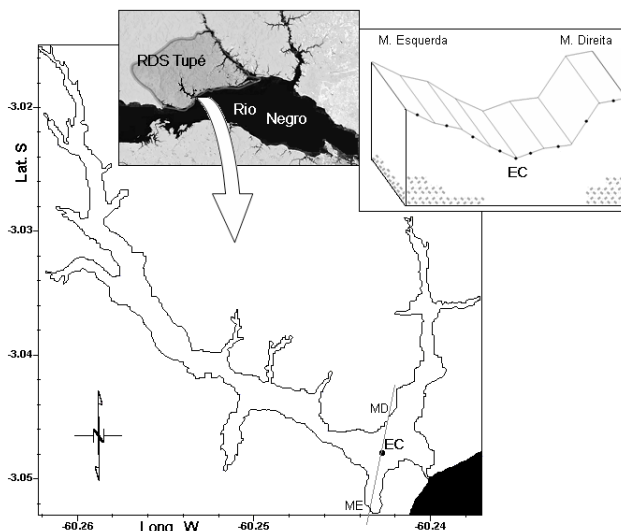 RDS Tupé
Rio
Negro
M. Esquerda
M. Direita
EC
Lat. S
-3.02
-3.03
-3.04
-3.05
MD
EC
ME
-60.26
-60.25
-60.24
Long. W